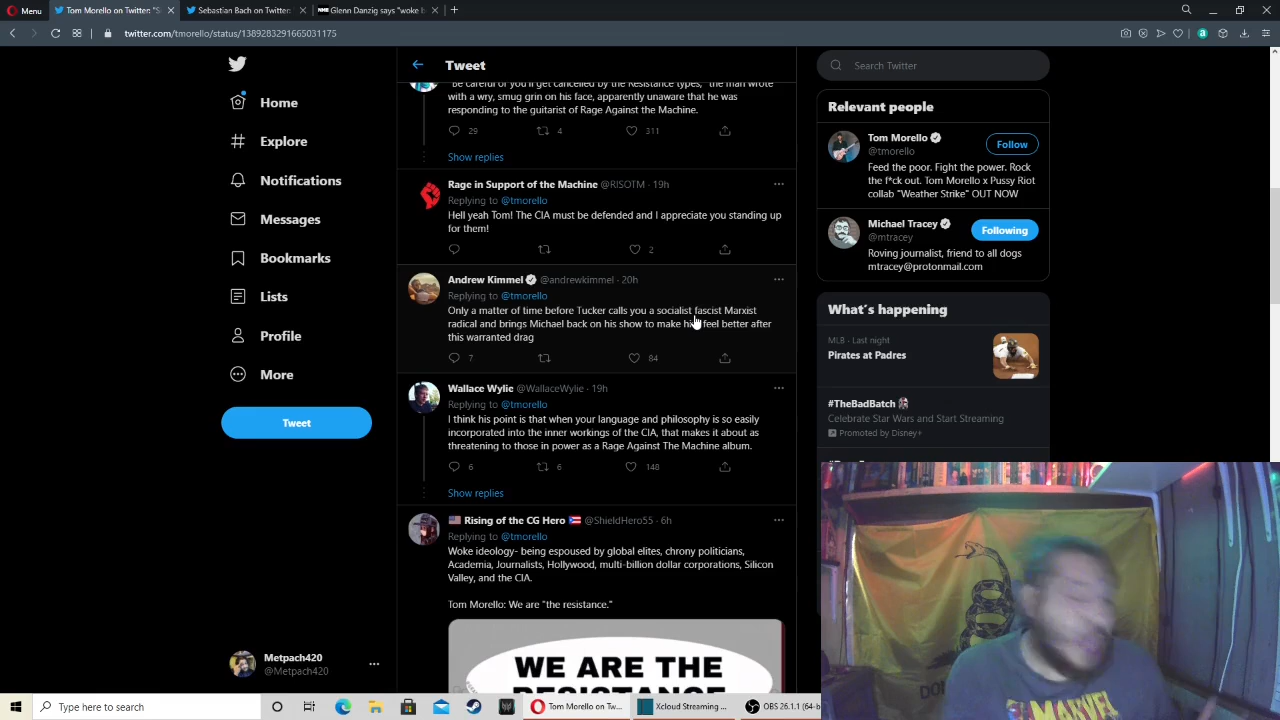 Menu
Tom Morello on Twitter: "S
Sebastian Bach on Twitter:
NME
Glenn Danzig says "woke b
twitter.com/tmorello/status/1389283291665031175
Home
Explore
Notifications
Messages
Bookmarks
Lists
Profile
More
Tweet
Metpach420
@Metpach420
Tweet
"Be careful or you'll get cancelled by the Resistance types," the man wrote
with a wry, smug grin on his face, apparently unaware that he was
responding to the guitarist of Rage Against the Machine.
29
4
311
Show replies
Rage in Support of the Machine @RISOTM · 19h
Replying to @tmorello
Hell yeah Tom! The CIA must be defended and I appreciate you standing up
for them!
2
Andrew Kimmel @andrewkimmel · 20h
Replying to @tmorello
Only a matter of time before Tucker calls you a socialist fascist Marxist
radical and brings Michael back on his show to make feel better after
this warranted drag
7
84
Wallace Wylie @WallaceWylie · 19h
Replying to @tmorello
I think his point is that when your language and philosophy is so easily
incorporated into the inner workings of the CIA, that makes it about as
threatening to those in power as a Rage Against The Machine album.
6
6
148
Show replies
Rising of the CG Hero @ShieldHero55 · 6h
Replying to @tmorello
Woke ideology- being espoused by global elites, chrony politicians,
Academia, Journalists, Hollywood, multi-billion dollar corporations, Silicon
Valley, and the CIA.
Tom Morello: We are "the resistance."
WE ARE THE
RESISTANCE
Search Twitter
Relevant people
Tom Morello
@tmorello
Follow
Feed the poor. Fight the power. Rock
the f*ck out. Tom Morello x Pussy Riot
collab "Weather Strike" OUT NOW
Michael Tracey
@mtracey
Following
Roving journalist, friend to all dogs
mtracey@protonmail.com
What's happening
MLB · Last night
Pirates at Padres
#TheBadBatch
Celebrate Star Wars and Start Streaming
Promoted by Disney+
MARVEL
Type here to search
Tom Morello on Tw...
Xcloud Streaming ...
OBS 26.1.1 (64-b